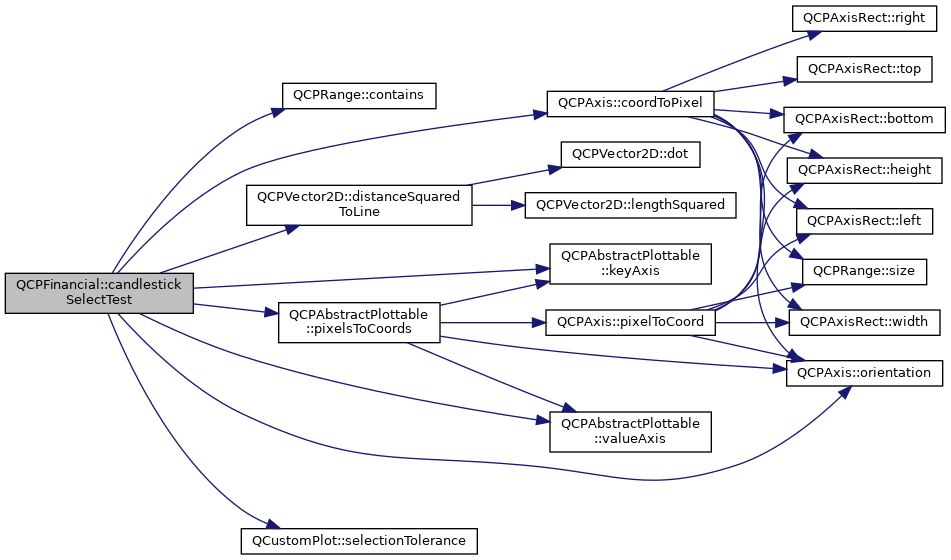 QCPAxisRect::right
QCPAxisRect::top
QCPRange::contains
QCPAxis::coordToPixel
QCPAxisRect::bottom
QCPVector2D::dot
QCPAxisRect::height
QCPVector2D::distanceSquared
ToLine
QCPVector2D::lengthSquared
QCPAxisRect::left
QCPAbstractPlottable
::keyAxis
QCPRange::size
QCPFinancial::candlestick
SelectTest
QCPAbstractPlottable
::pixelsToCoords
QCPAxis::pixelToCoord
QCPAxisRect::width
QCPAxis::orientation
QCPAbstractPlottable
::valueAxis
QCustomPlot::selectionTolerance